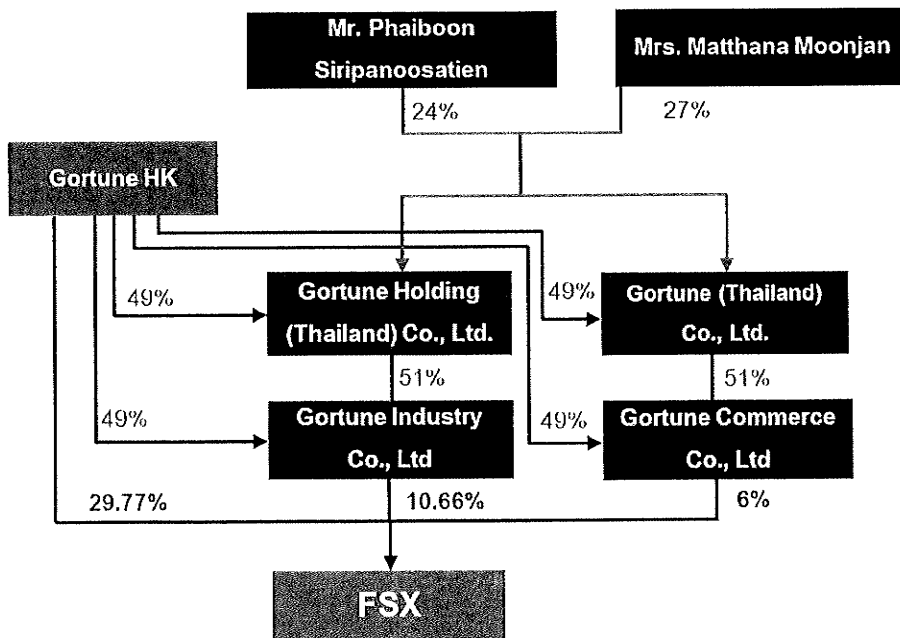 Mr. Phaiboon
Siripanoosatien
Mrs. Matthana Moonjan
24%
27%
Gortune HK
49%
Gortune Holding
(Thailand) Co., Ltd.
49%
Gortune (Thailand)
Co., Ltd.
51%
51%
49%
Gortune Industry
Co., Ltd
49%
Gortune Commerce
Co., Ltd
29.77%
10.66%
6%
FSX